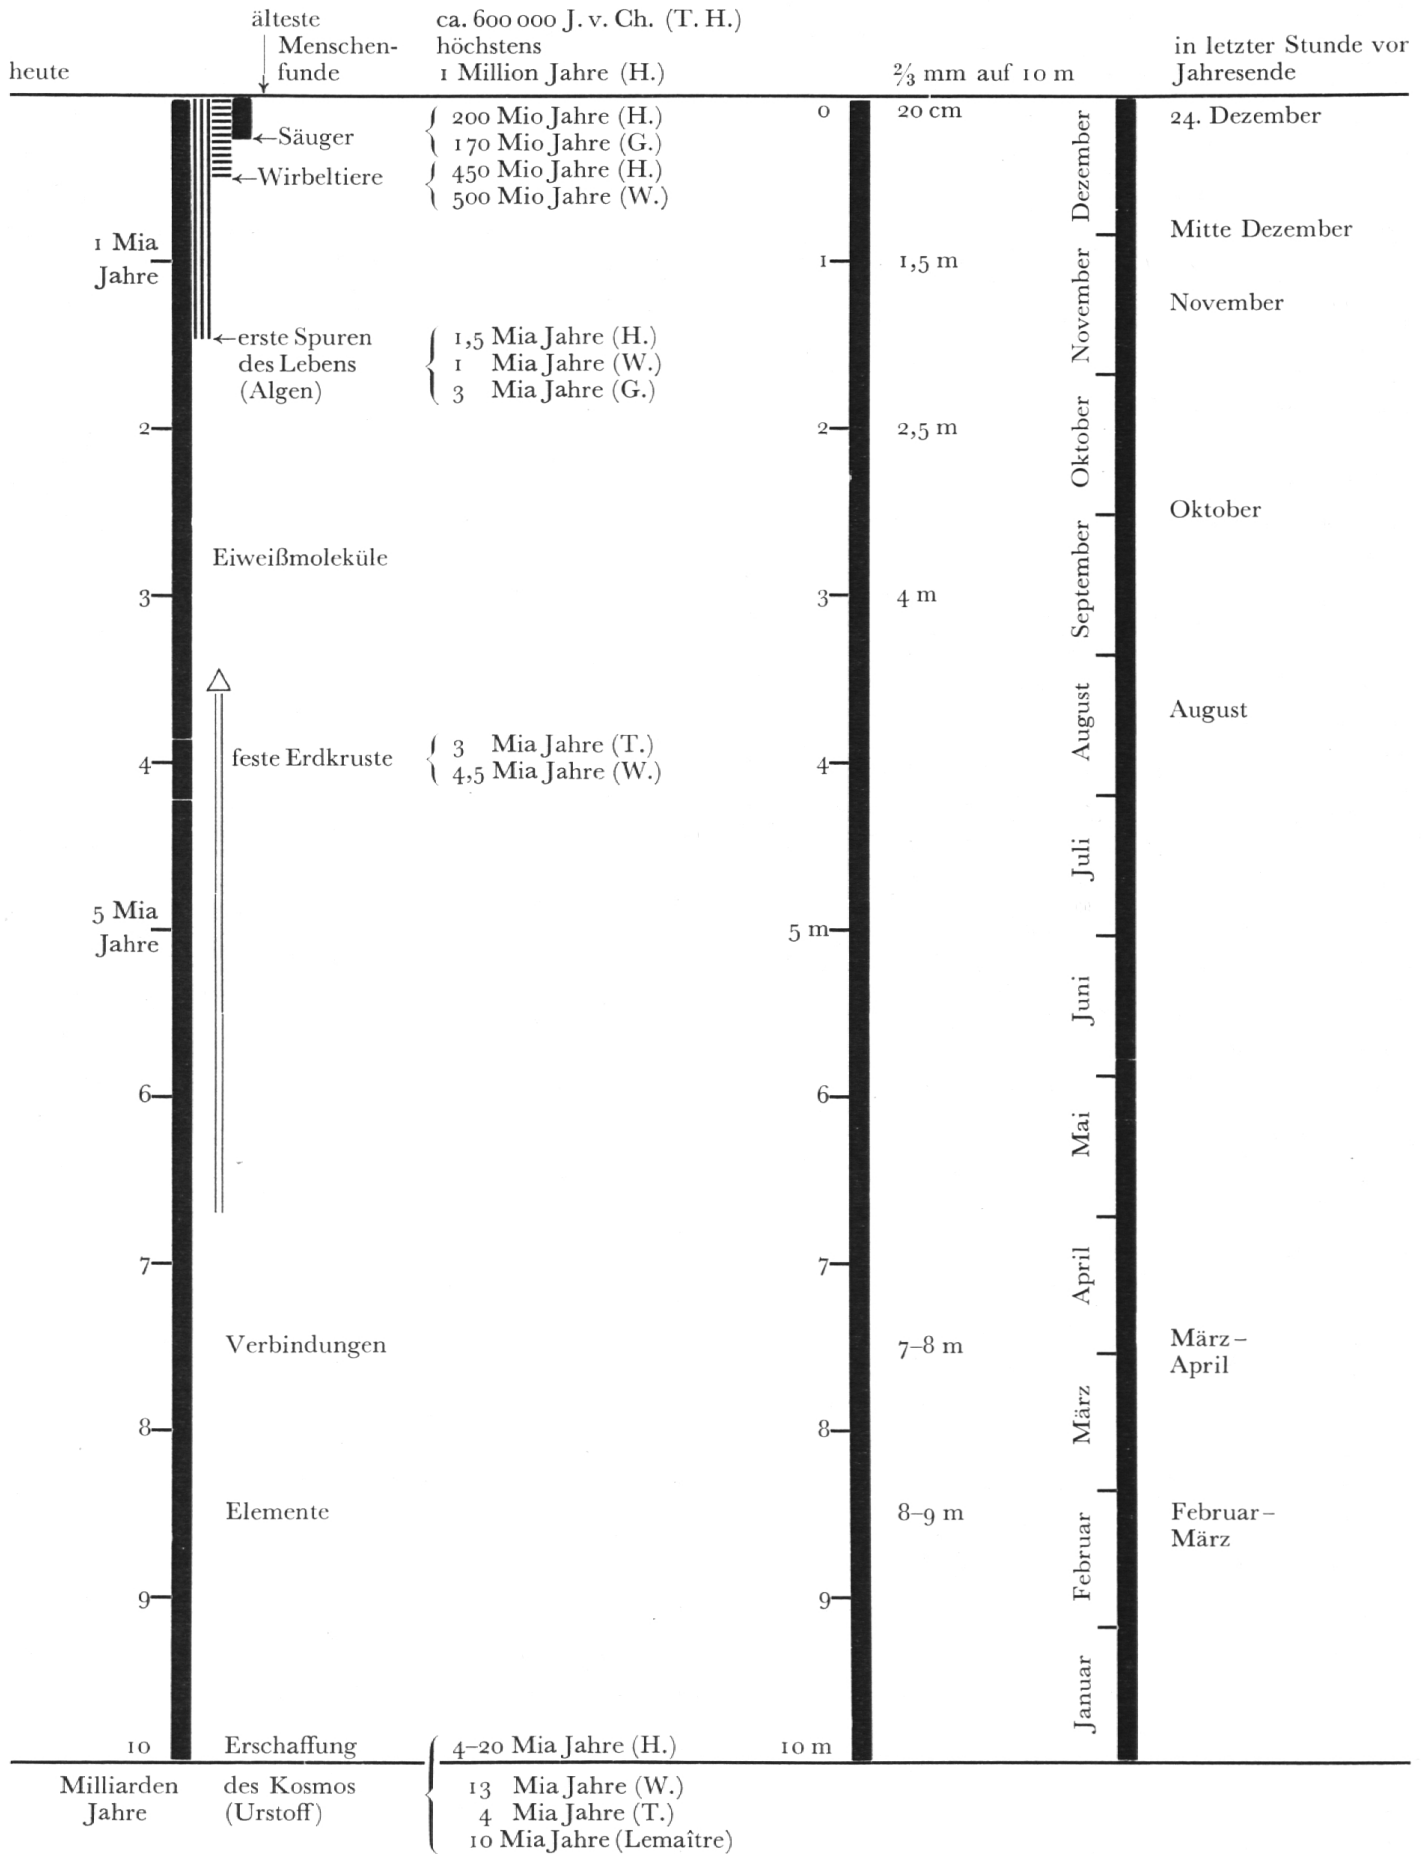 älteste ca. 600 000 J. v. Ch. (T. H.)
Menschen- höchstens in letzter Stunde vor
heute funde 1 Million Jahre (H.) ⅔ mm auf 10 m Jahresende
200 Mio Jahre (H.) 0 20 cm 24. Dezember
←Säuger 170 Mio Jahre (G.)
←Wirbeltiere 450 Mio Jahre (H.) Dezember
500 Mio Jahre (W.)
Mitte Dezember
1 Mia
Jahre 1 1,5 m
November November
←erste Spuren 1,5 Mia Jahre (H.)
des Lebens 1 Mia Jahre (W.)
(Algen) 3 Mia Jahre (G.)
2 2 2,5 m Oktober
Oktober
Eiweißmoleküle
3 3 4 m September
August August
feste Erdkruste 3 Mia Jahre (T.)
4 4,5 Mia Jahre (W.) 4
Juli
5 Mia
Jahre 5 m
Juni
6 6
Mai
7 7 April
Verbindungen 7–8 m März–
April
8 8 März
Elemente 8–9 m Februar–
März
9 9 Februar
Januar
10 Erschaffung 4–20 Mia Jahre (H.) 10 m
Milliarden des Kosmos 13 Mia Jahre (W.)
Jahre (Urstoff) 4 Mia Jahre (T.)
10 Mia Jahre (Lemaître)